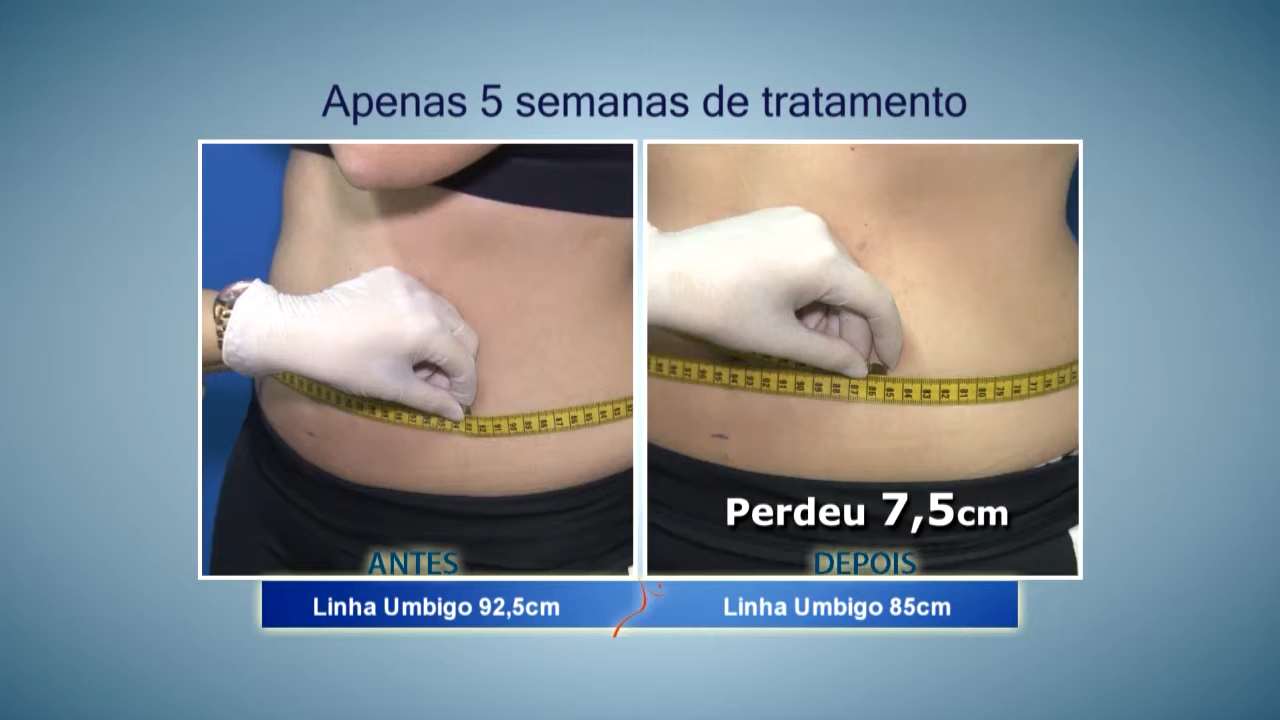 Apenas 5 semanas de tratamento
Perdeu 7,5cm
ANTES
DEPOIS
Linha Umbigo 92,5cm
Linha Umbigo 85cm